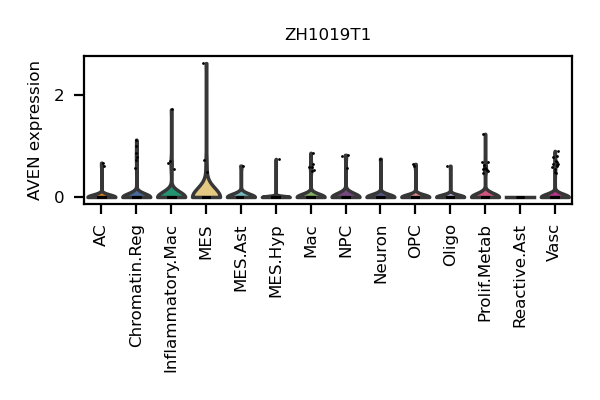 ZH1019T1
AVEN expression
2
0
AC
Chromatin.Reg
Inflammatory.Mac
MES
MES.Ast
MES.Hyp
Mac
NPC
Neuron
OPC
Oligo
Prolif.Metab
Reactive.Ast
Vasc